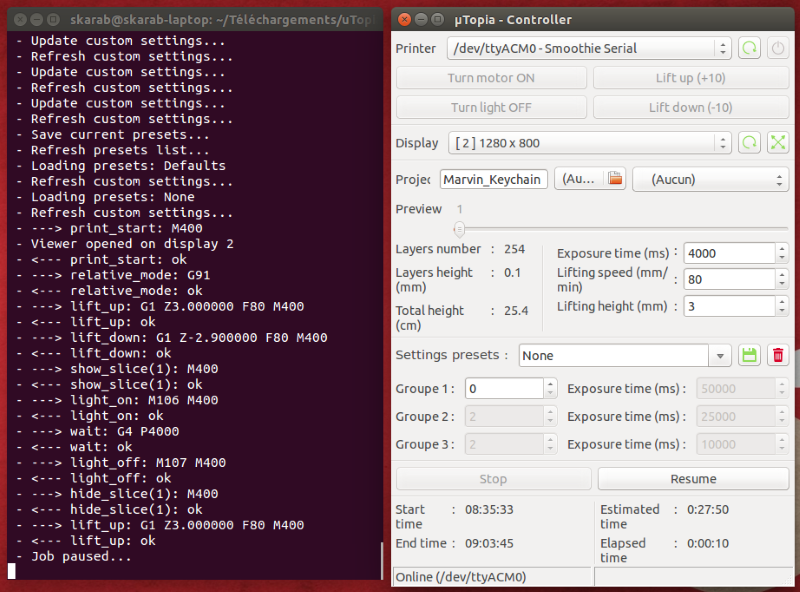 skarab@skarab-laptop: ~/Téléchargements/uTopi
- Update custom settings...
- Refresh custom settings...
- Update custom settings...
- Refresh custom settings...
- Update custom settings...
- Refresh custom settings...
- Save current presets...
- Refresh presets list...
- Loading presets: Defaults
- Refresh custom settings...
- Loading presets: None
- Refresh custom settings...
- ---> print_start: M400
- Viewer opened on display 2
- <--- print_start: ok
- ---> relative_mode: G91
- <--- relative_mode: ok
- ---> lift_up: G1 Z3.000000 F80 M400
- <--- lift_up: ok
- ---> lift_down: G1 Z-2.900000 F80 M400
- <--- lift_down: ok
- ---> show_slice(1): M400
- <--- show_slice(1): ok
- ---> light_on: M106 M400
- <--- light_on: ok
- ---> wait: G4 P4000
- <--- wait: ok
- ---> light_off: M107 M400
- <--- light_off: ok
- ---> hide_slice(1): M400
- <--- hide_slice(1): ok
- ---> lift_up: G1 Z3.000000 F80 M400
- <--- lift_up: ok
- Job paused...
µTopia - Controller
Printer /dev/ttyACM0 - Smoothie Serial
Turn motor ON Lift up (+10)
Turn light OFF Lift down (-10)
Display [ 2 ] 1280 x 800
Projec Marvin_Keychain (Au... (Aucun)
Preview 1
Layers number : 254
Layers height
(mm) : 0.1
Total height
(cm) : 25.4
Exposure time (ms) : 4000
Lifting speed (mm/
min) : 80
Lifting height (mm) : 3
Settings presets : None
Groupe 1 : 0 Exposure time (ms) : 50000
Groupe 2 : 2 Exposure time (ms) : 25000
Groupe 3 : 2 Exposure time (ms) : 10000
Stop Resume
Start
time : 08:35:33
End time : 09:03:45
Estimated
time : 0:27:50
Elapsed
time : 0:00:10
Online (/dev/ttyACM0)